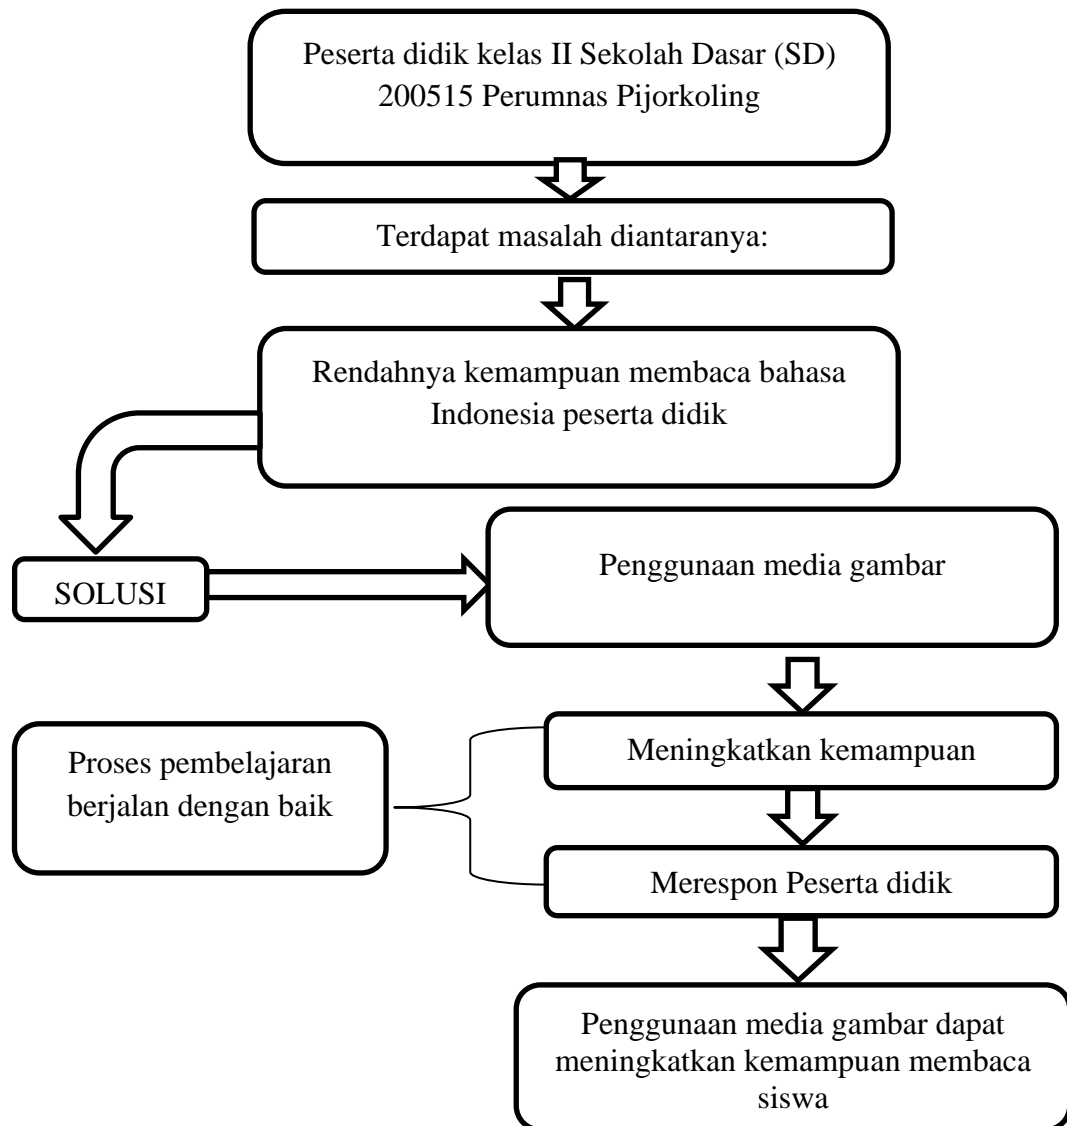 Peserta didik kelas II Sekolah Dasar (SD)
200515 Perumnas Pijorkoling
Terdapat masalah diantaranya:
Rendahnya kemampuan membaca bahasa
Indonesia peserta didik
SOLUSI
Penggunaan media gambar
Proses pembelajaran
berjalan dengan baik
Meningkatkan kemampuan
Merespon Peserta didik
Penggunaan media gambar dapat
meningkatkan kemampuan membaca
siswa